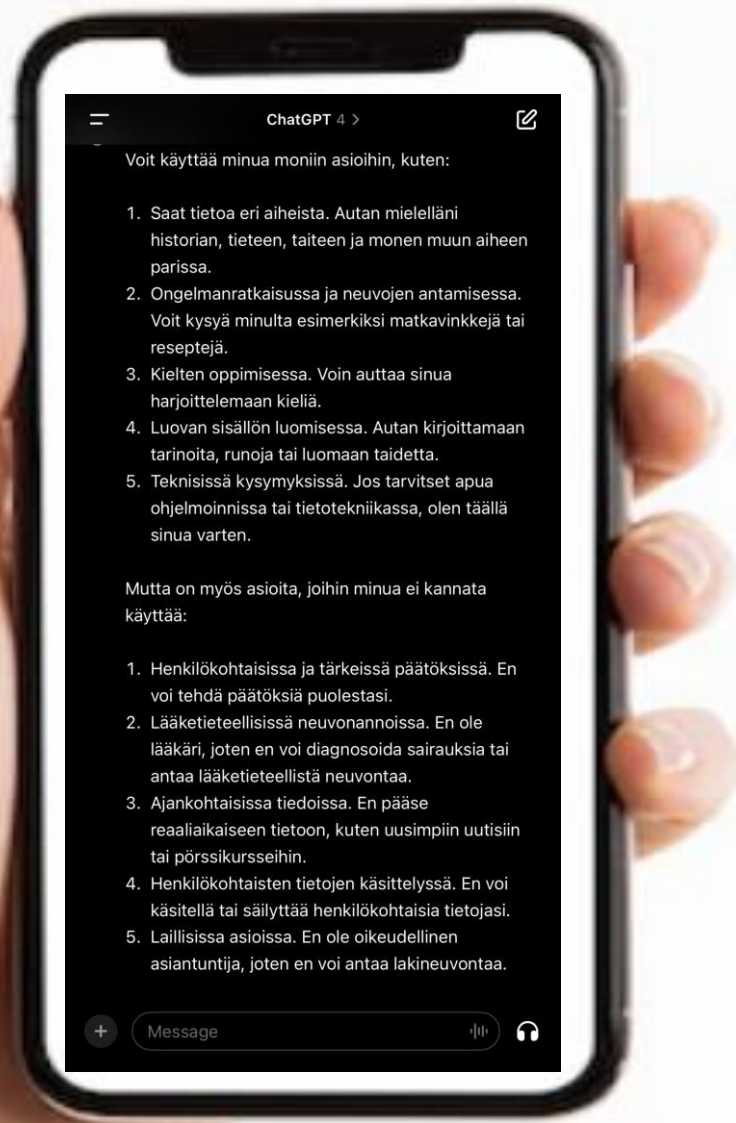 ChatGPT 4 >
Voit käyttää minua moniin asioihin, kuten:
1. Saat tietoa eri aiheista. Autan mielelläni
historian, tieteen, taiteen ja monen muun aiheen
parissa.
2. Ongelmanratkaisussa ja neuvojen antamisessa.
Voit kysyä minulta esimerkiksi matkavinkkejä tai
reseptejä.
3. Kielten oppimisessa. Voin auttaa sinua
harjoittelemaan kieliä.
4. Luovan sisällön luomisessa. Autan kirjoittamaan
tarinoita, runoja tai luomaan taidetta.
5. Teknisissä kysymyksissä. Jos tarvitset apua
ohjelmoinnissa tai tietotekniikassa, olen täällä
sinua varten.
Mutta on myös asioita, joihin minua ei kannata
käyttää:
1. Henkilökohtaisissa ja tärkeissä päätöksissä. En
voi tehdä päätöksiä puolestasi.
2. Lääketieteellisissä neuvonannoissa. En ole
lääkäri, joten en voi diagnosoida sairauksia tai
antaa lääketieteellistä neuvontaa.
3. Ajankohtaisissa tiedoissa. En pääse
reaaliaikaiseen tietoon, kuten uusimpiin uutisiin
tai pörssikursseihin.
4. Henkilökohtaisten tietojen käsittelyssä. En voi
käsitellä tai säilyttää henkilökohtaisia tietojasi.
5. Laillisissa asioissa. En ole oikeudellinen
asiantuntija, joten en voi antaa lakineuvontaa.
Message